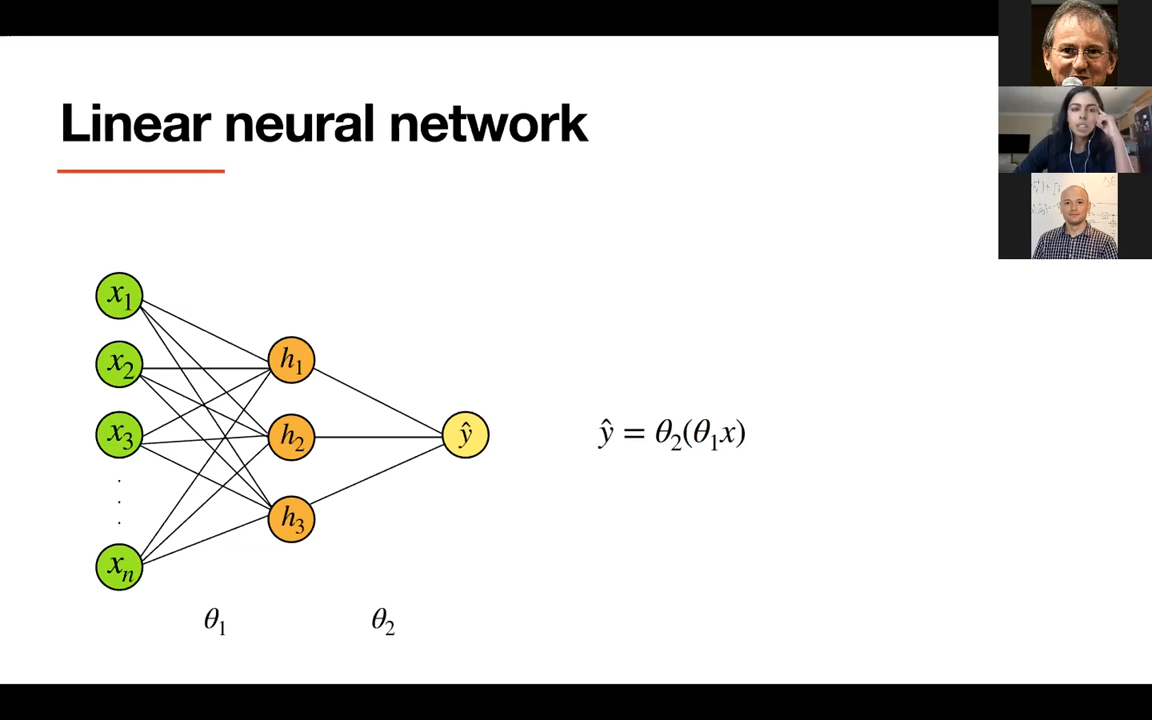 Linear neural network
x₁
x₂
x₃
.
.
.
xₙ
h₁
h₂
h₃
ŷ
ŷ = θ₂(θ₁x)
θ₁
θ₂